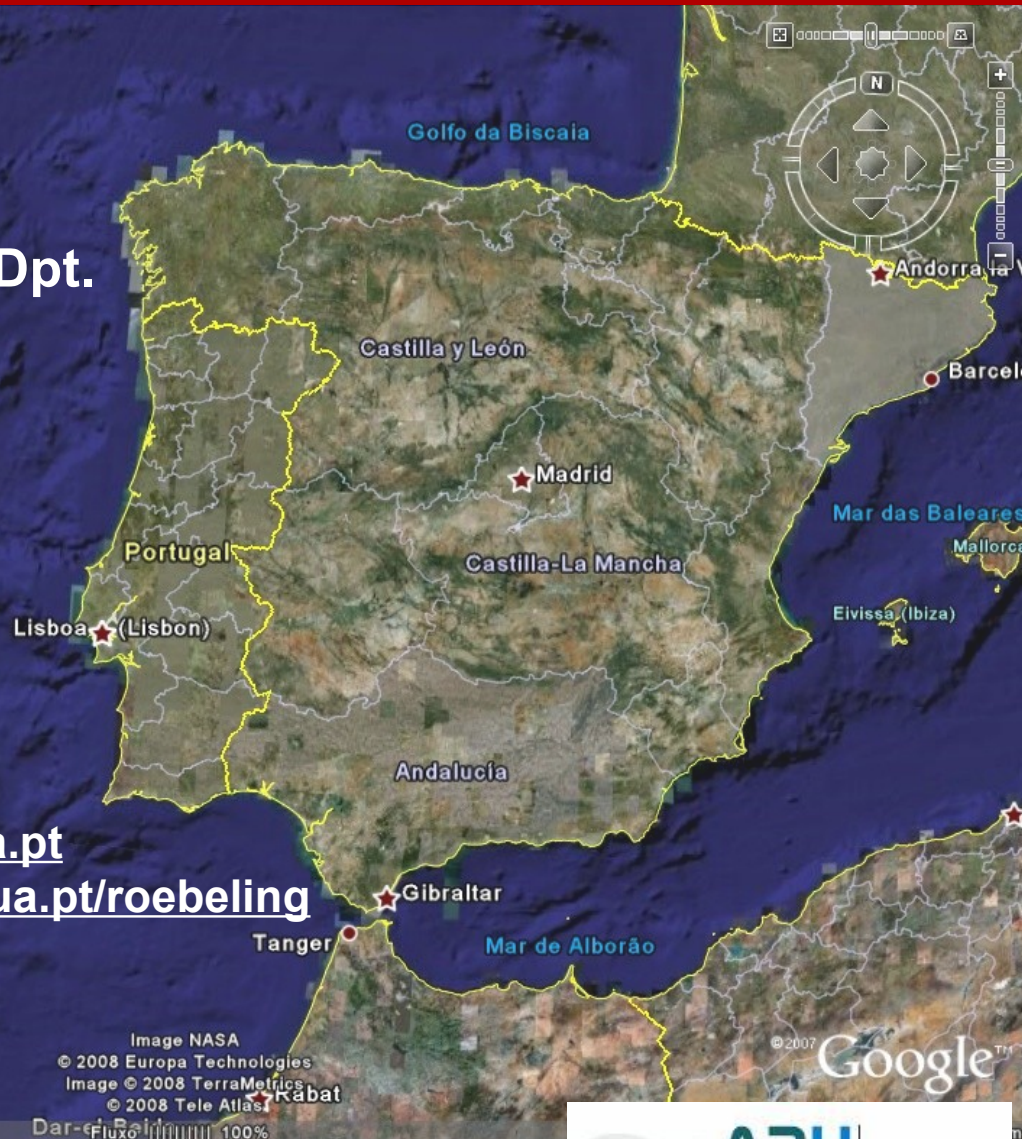 N
Golfo da Biscaia
Dpt.
Andorra la V
Castilla y León
Barcel
Madrid
Mar das Baleares
Mallorca
Portugal
Castilla-La Mancha
Eivissa (Ibiza)
Lisboa (Lisbon)
Andalucía
a.pt
ua.pt/roebeling
Gibraltar
Tanger
Mar de Alborão
Image NASA
© 2008 Europa Technologies
Image © 2008 TerraMetrics
© 2008 Tele Atlas
Rabat
©2007 Google™
Fluxo ||||||||| 100%